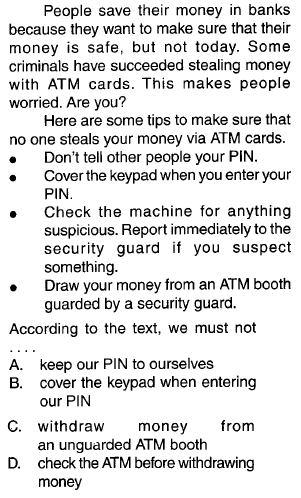 People save their money in banks
because they want to make sure that their
money is safe, but not today. Some
criminals have succeeded stealing money
with ATM cards. This makes people
worried. Are you?
Here are some tips to make sure that
no one steals your money via ATM cards.
● Don't tell other people your PIN.
● Cover the keypad when you enter your
PIN.
● Check the machine for anything
suspicious. Report immediately to the
security guard if you suspect
something.
● Draw your money from an ATM booth
guarded by a security guard.
According to the text, we must not
....
A. keep our PIN to ourselves
B. cover the keypad when entering
our PIN
C. withdraw money from
an unguarded ATM booth
D. check the ATM before withdrawing
money